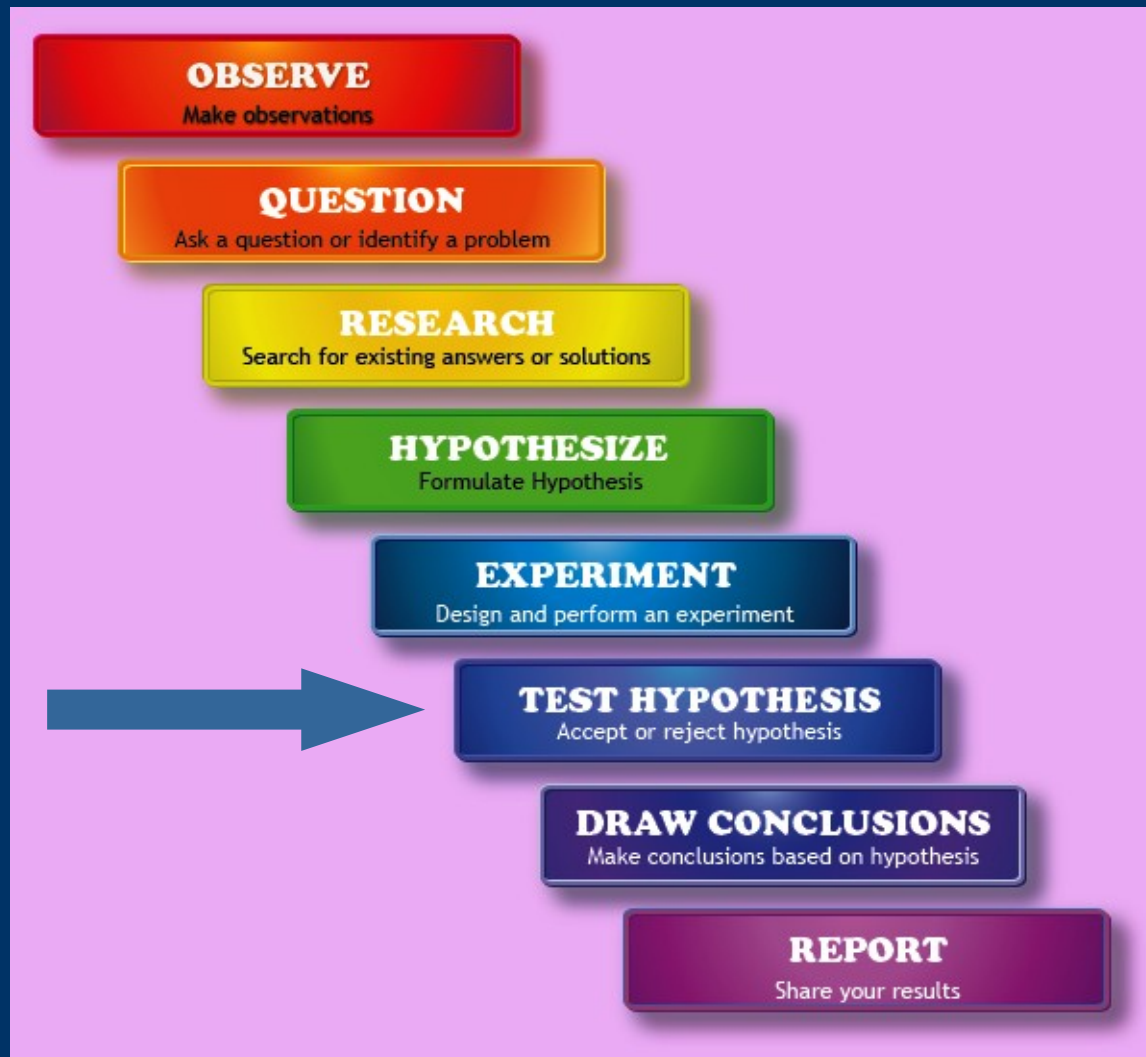 OBSERVE
Make observations
QUESTION
Ask a question or identify a problem
RESEARCH
Search for existing answers or solutions
HYPOTHESIZE
Formulate Hypothesis
EXPERIMENT
Design and perform an experiment
TEST HYPOTHESIS
Accept or reject hypothesis
DRAW CONCLUSIONS
Make conclusions based on hypothesis
REPORT
Share your results